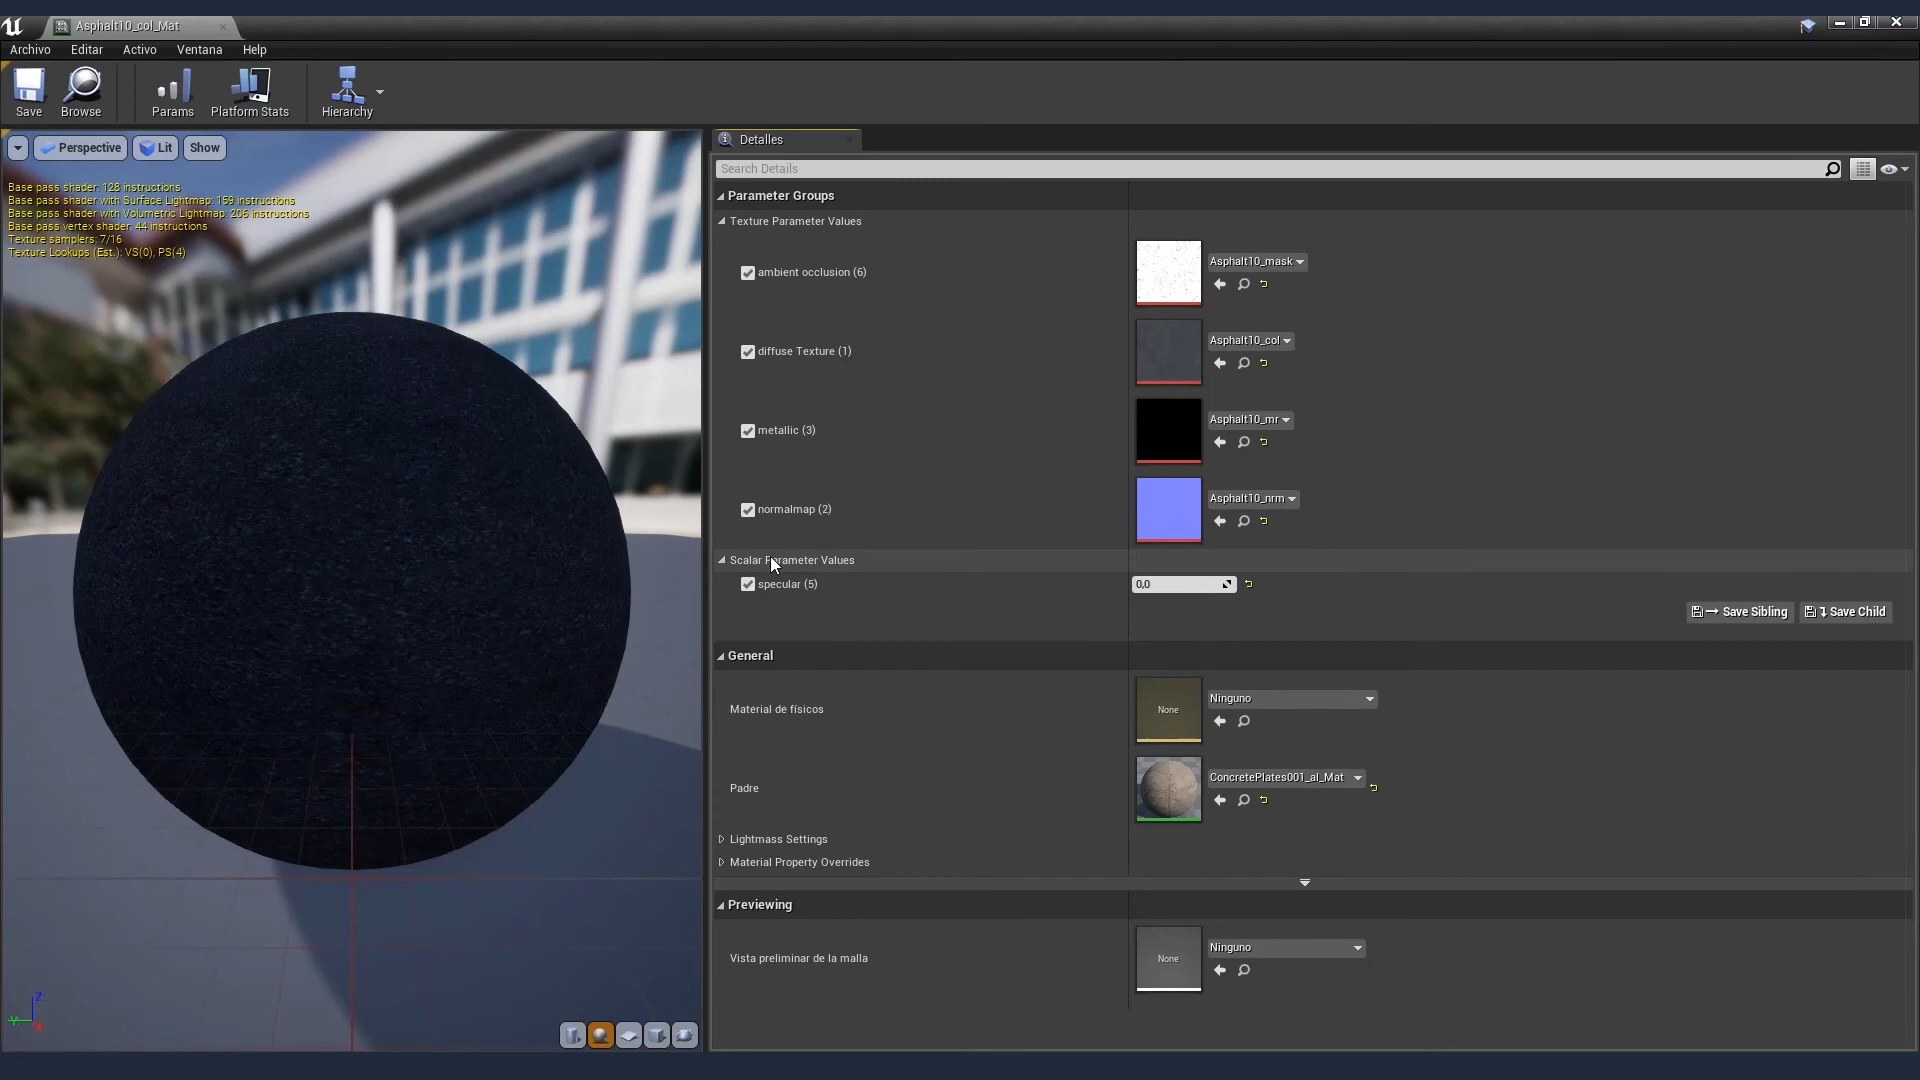 Asphalt10_col_Mat
Archivo Editar Activo Ventana Help
Save Browse Params Platform Stats Hierarchy
Perspective Lit Show
Base pass shader: 128 instructions
Base pass shader with Surface Lightmap: 159 instructions
Base pass shader with Volumetric Lightmap: 206 instructions
Base pass vertex shader: 44 instructions
Texture samplers: 7/16
Texture Lookups (Est.): VS(0), PS(4)
Z
Y
X
Detalles
Search Details
Parameter Groups
Texture Parameter Values
ambient occlusion (6) Asphalt10_mask
diffuse Texture (1) Asphalt10_col
metallic (3) Asphalt10_mr
normalmap (2) Asphalt10_nrm
Scalar Parameter Values
specular (5) 0,0
Save Sibling Save Child
General
Material de físicos None Ninguno
Padre ConcretePlates001_al_Mat
Lightmass Settings
Material Property Overrides
Previewing
Vista preliminar de la malla None Ninguno